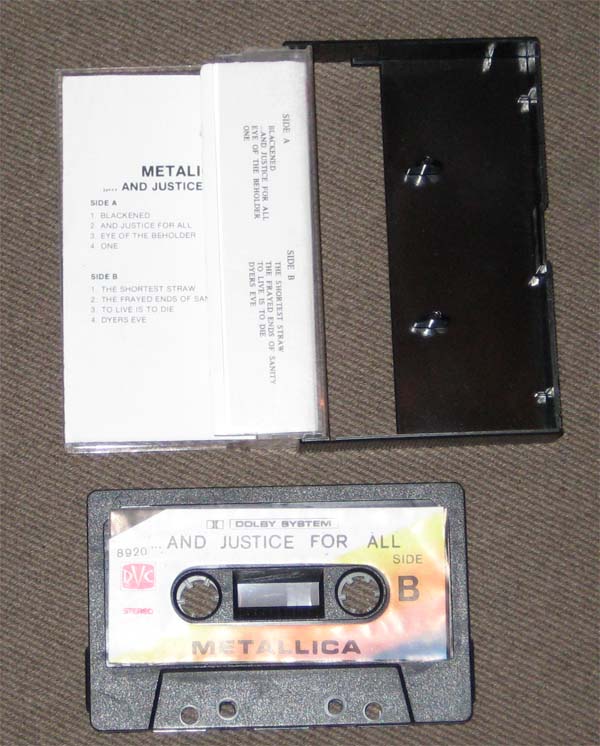 METALI
..... AND JUSTICE
SIDE A
1. BLACKENED
2. AND JUSTICE FOR ALL
3. EYE OF THE BEHOLDER
4. ONE
SIDE B
1. THE SHORTEST STRAW
2. THE FRAYED ENDS OF SAN
3. TO LIVE IS TO DIE
4. DYERS EVE
SIDE A
BLACKENED
...AND JUSTICE FOR ALL
EYE OF THE BEHOLDER
ONE
SIDE B
THE SHORTEST STRAW
THE FRAYED ENDS OF SANITY
TO LIVE IS TO DIE
DYERS EVE
DOLBY SYSTEM
8920 ... AND JUSTICE FOR ALL
SIDE
B
DVC
STEREO
METALLICA